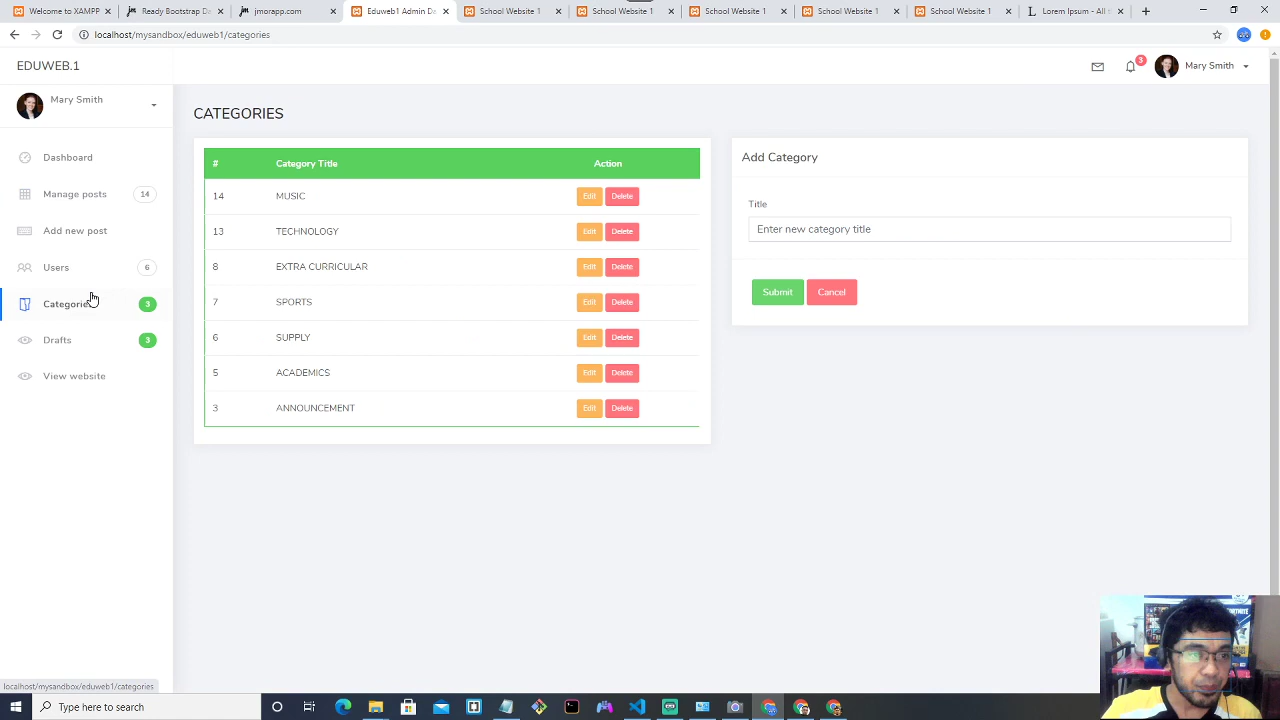 Welcome to XAMPP
Ready Bootstrap Da
jmorapp.com
Eduweb1 Admin Da
School Website 1
School Website 1
School Website 1
School Website 1
School Website 1
Lorem Ipsum - All t
localhost/mysandbox/eduweb1/categories
EDUWEB.1
3
Mary Smith
Mary Smith
Dashboard
Manage posts 14
Add new post
Users 6
Categories 3
Drafts 3
View website
CATEGORIES
# Category Title Action
14 MUSIC Edit Delete
13 TECHNOLOGY Edit Delete
8 EXTRA CURRICULAR Edit Delete
7 SPORTS Edit Delete
6 SUPPLY Edit Delete
5 ACADEMICS Edit Delete
3 ANNOUNCEMENT Edit Delete
Add Category
Title
Enter new category title
Submit Cancel
localhost/mysandbox/eduweb1/categories
Type here to search